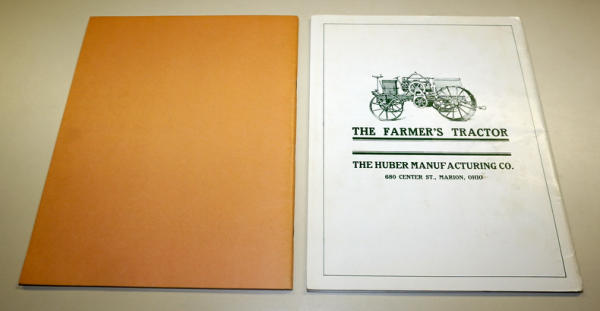 THE FARMER'S TRACTOR
THE HUBER MANUFACTURING CO.
680 CENTER ST., MARION, OHIO